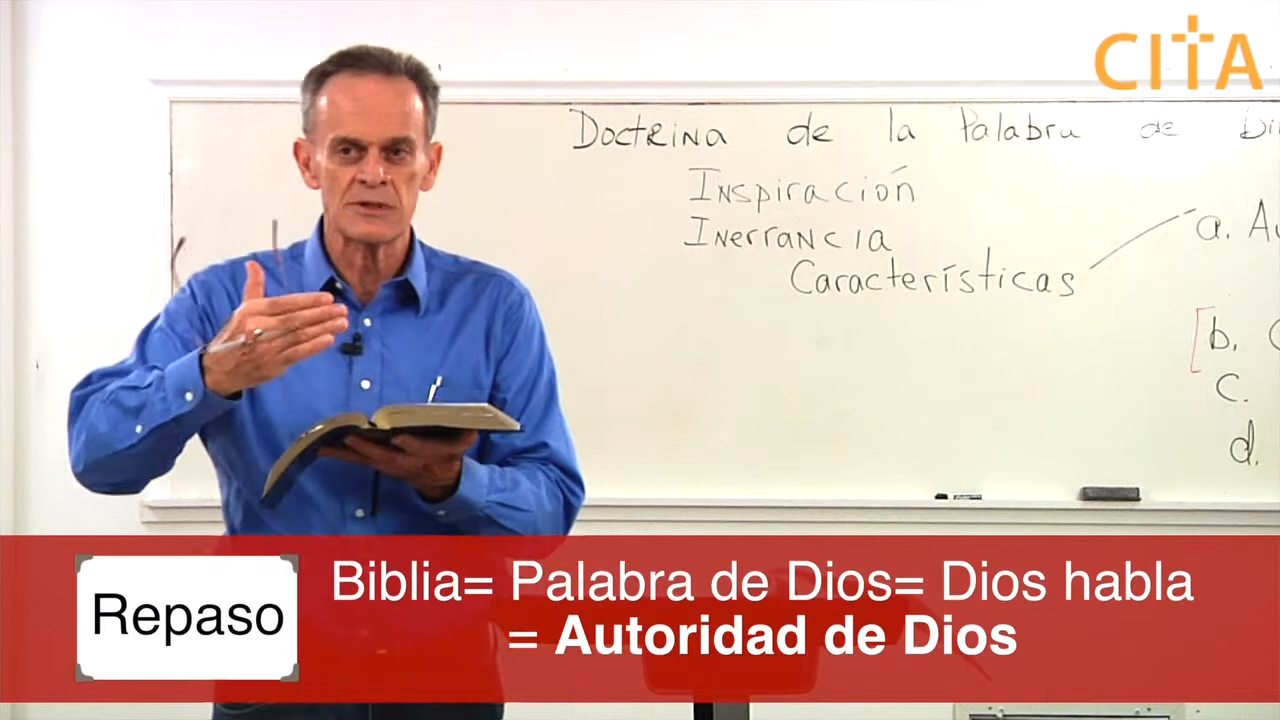 CITA
Doctrina de la Palabra de
Inspiración
Inerrancia
Características
a.
b.
c.
d.
Repaso
Biblia= Palabra de Dios= Dios habla
= Autoridad de Dios